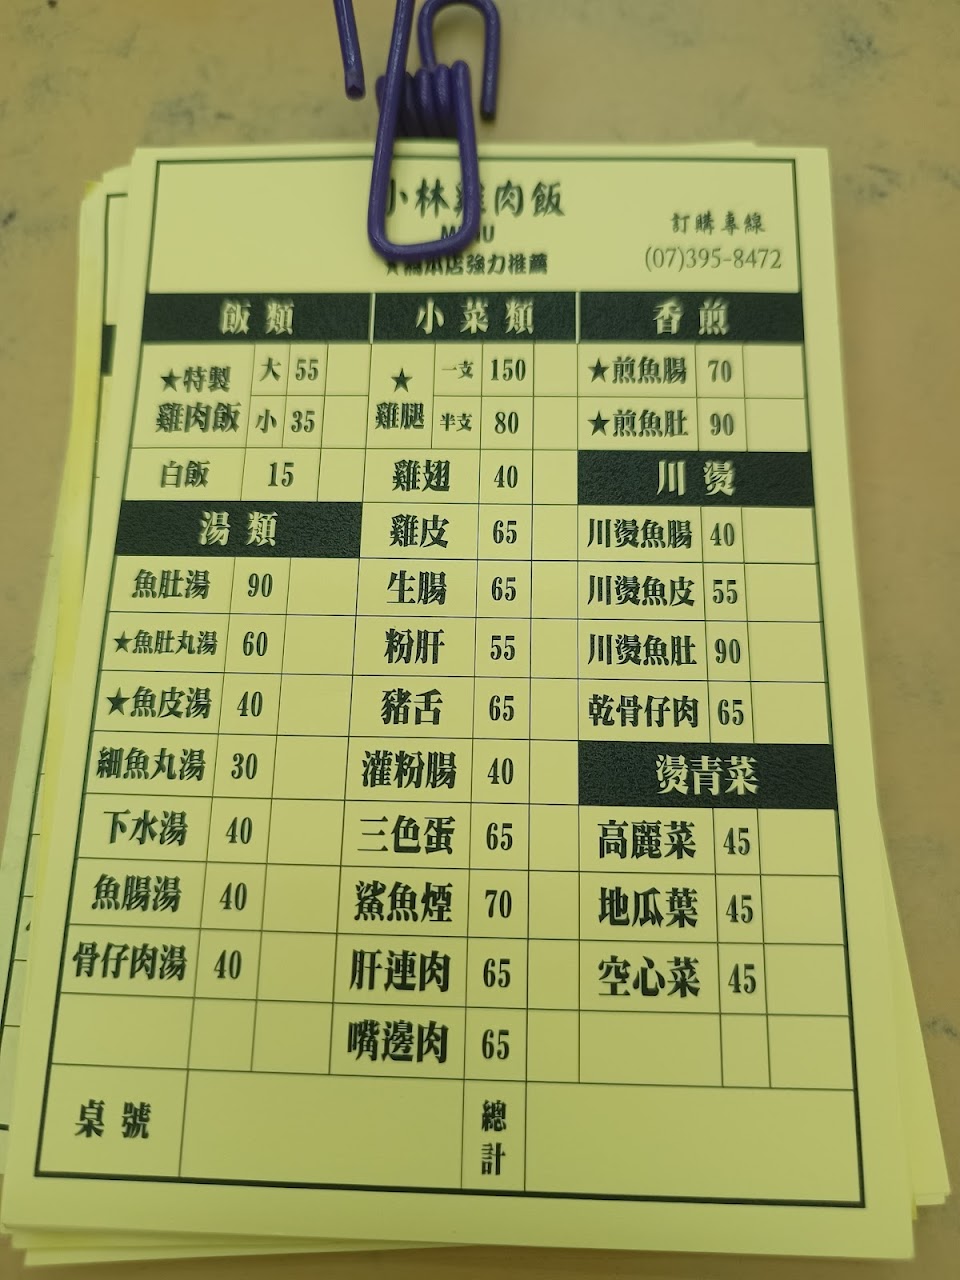 小林雞肉飯
MENU
★為本店強力推薦
訂購專線
(07)395-8472
飯類 小菜類 香煎
★特製雞肉飯 大 55 小 35
白飯 15
湯類
魚肚湯 90
★魚肚丸湯 60
★魚皮湯 40
細魚丸湯 30
下水湯 40
魚腸湯 40
骨仔肉湯 40
★雞腿 一支 150 半支 80
雞翅 40
雞皮 65
生腸 65
粉肝 55
豬舌 65
灌粉腸 40
三色蛋 65
鯊魚煙 70
肝連肉 65
嘴邊肉 65
★煎魚腸 70
★煎魚肚 90
川燙
川燙魚腸 40
川燙魚皮 55
川燙魚肚 90
乾骨仔肉 65
燙青菜
高麗菜 45
地瓜葉 45
空心菜 45
桌號 總計